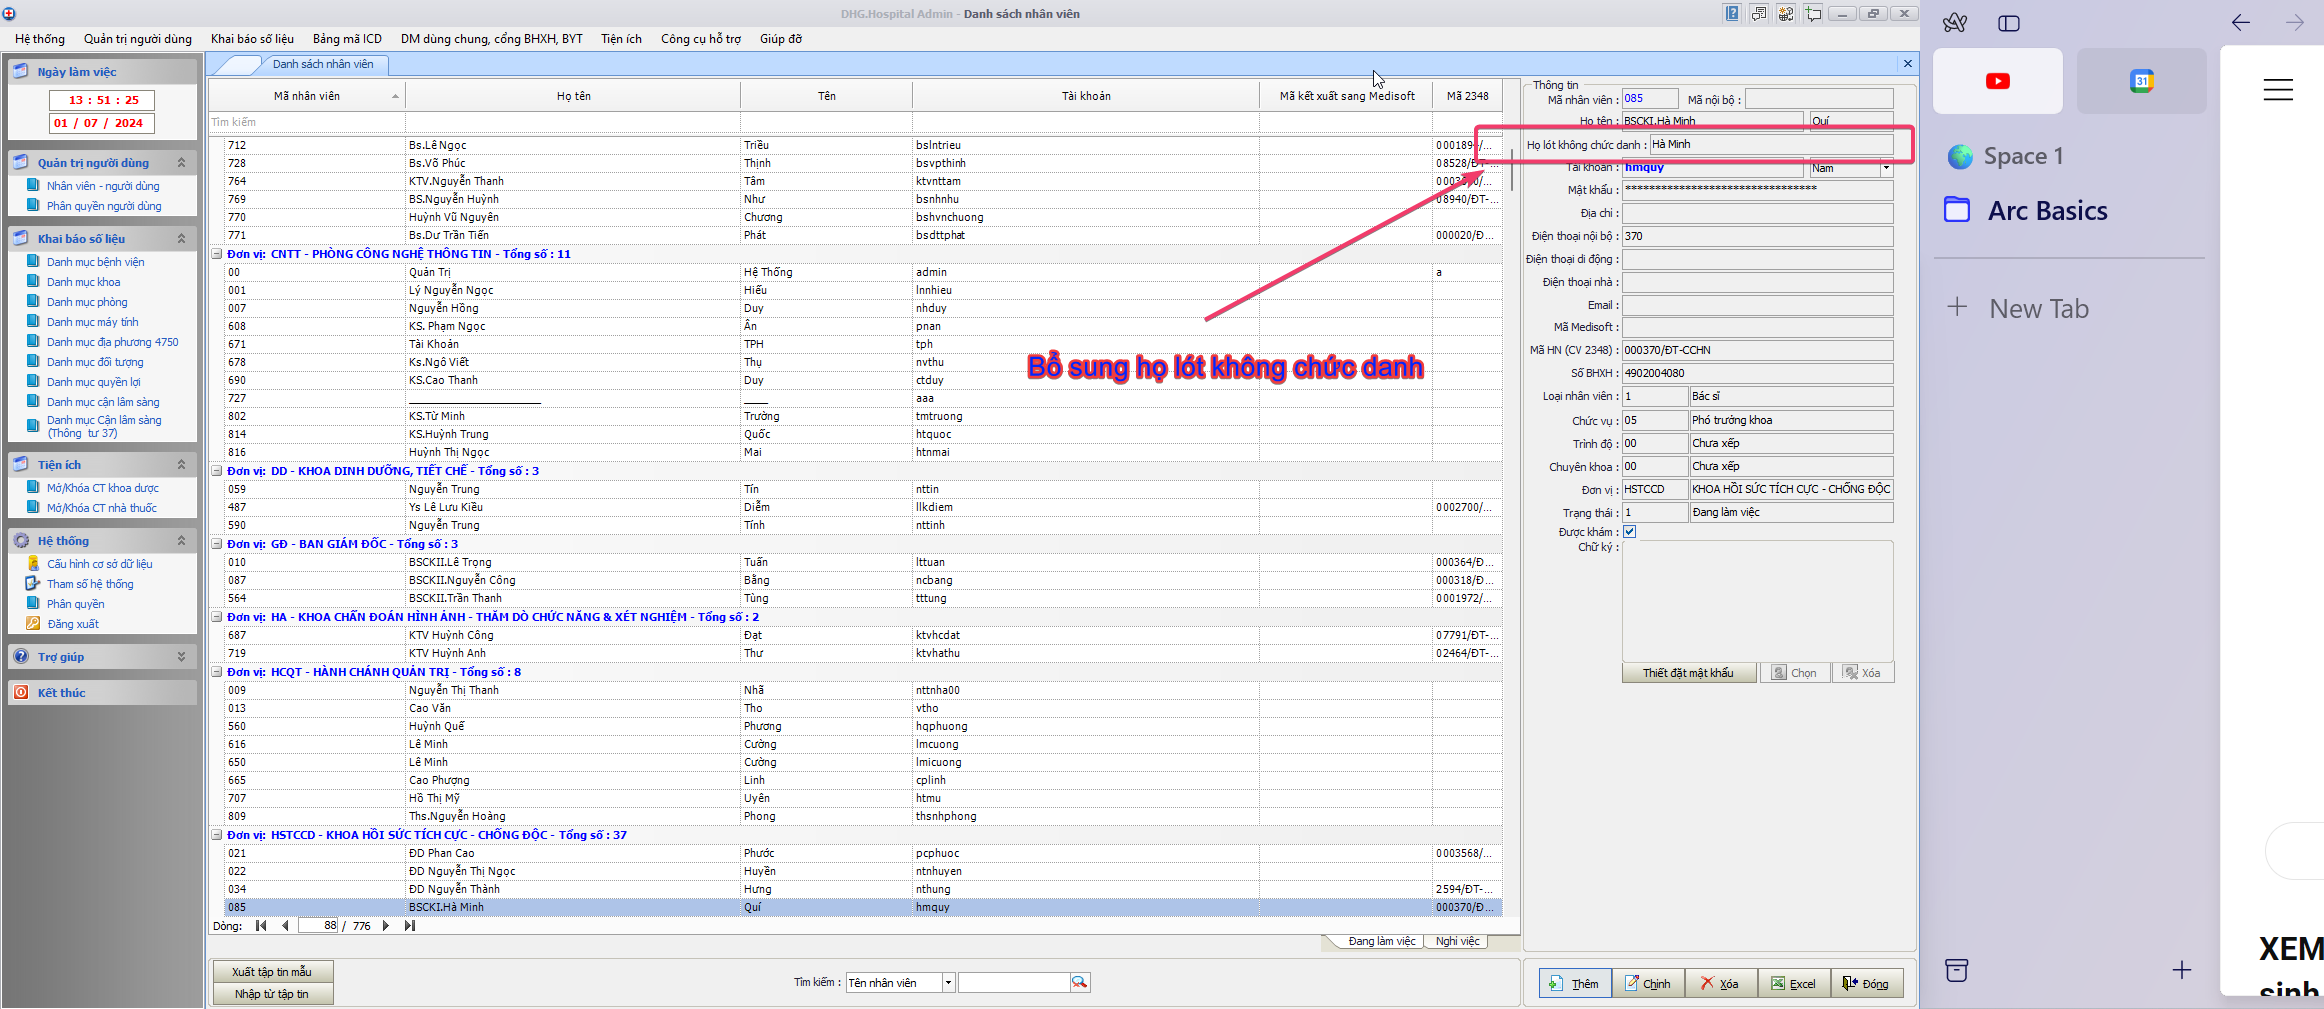 DHG.Hospital Admin - Danh sách nhân viên
Hệ thống Quản trị người dùng Khai báo số liệu Bảng mã ICD DM dùng chung, cổng BHXH, BYT Tiện ích Công cụ hỗ trợ Giúp đỡ
Ngày làm việc
13 : 51 : 25
01 / 07 / 2024
Quản trị người dùng
Nhân viên - người dùng
Phân quyền người dùng
Khai báo số liệu
Danh mục bệnh viện
Danh mục khoa
Danh mục phòng
Danh mục máy tính
Danh mục địa phương 4750
Danh mục đối tượng
Danh mục quyền lợi
Danh mục cận lâm sàng
Danh mục Cận lâm sàng
(Thông tư 37)
Tiện ích
Mở/Khóa CT khoa dược
Mở/Khóa CT nhà thuốc
Hệ thống
Cấu hình cơ sở dữ liệu
Tham số hệ thống
Phân quyền
Đăng xuất
Trợ giúp
Kết thúc
Danh sách nhân viên
Mã nhân viên Họ tên Tên Tài khoản Mã kết xuất sang Medisoft Mã 2348
Tìm kiếm
712 Bs.Lê Ngọc Triều bslntrieu 000189.../...
728 Bs.Võ Phúc Thịnh bsvpthinh 08528/ĐT-...
764 KTV.Nguyễn Thanh Tâm ktvnttam
769 BS.Nguyễn Huỳnh Như bsnhnhu 08940/ĐT-...
770 Huỳnh Vũ Nguyên Chương bshvnchuong
771 Bs.Dư Trần Tiến Phát bsdttphat 000020/Đ...
Đơn vị: CNTT - PHÒNG CÔNG NGHỆ THÔNG TIN - Tổng số : 11
00 Quản Trị Hệ Thống admin a
001 Lý Nguyễn Ngọc Hiếu lnnhieu
007 Nguyễn Hồng Duy nhduy
608 KS. Phạm Ngọc Ân pnan
671 Tài Khoản TPH tph
678 Ks.Ngô Viết Thụ nvthu
690 KS.Cao Thanh Duy ctduy
727 ____________________ ____ aaa
802 KS.Từ Minh Trường tmtruong
814 KS.Huỳnh Trung Quốc htquoc
816 Huỳnh Thị Ngọc Mai htnmai
Đơn vị: DD - KHOA DINH DƯỠNG, TIẾT CHẾ - Tổng số : 3
059 Nguyễn Trung Tín nttin
487 Ys Lê Lưu Kiều Diễm llkdiem 0002700/...
590 Nguyễn Trung Tính nttinh
Đơn vị: GĐ - BAN GIÁM ĐỐC - Tổng số : 3
010 BSCKII.Lê Trọng Tuấn lttuan 000364/Đ...
087 BSCKII.Nguyễn Công Bằng ncbang 000318/Đ...
564 BSCKII.Trần Thanh Tùng tttung 0001972/...
Đơn vị: HA - KHOA CHẨN ĐOÁN HÌNH ẢNH - THĂM DÒ CHỨC NĂNG & XÉT NGHIỆM - Tổng số : 2
687 KTV Huỳnh Công Đạt ktvhcdat 07791/ĐT-...
719 KTV Huỳnh Anh Thư ktvhathu 02464/ĐT-...
Đơn vị: HCQT - HÀNH CHÁNH QUẢN TRỊ - Tổng số : 8
009 Nguyễn Thị Thanh Nhã nttnha00
013 Cao Văn Tho vtho
560 Huỳnh Quế Phương hqphuong
616 Lê Minh Cường lmcuong
650 Lê Minh Cường lmicuong
665 Cao Phượng Linh cplinh
707 Hồ Thị Mỹ Uyên htmu
809 Ths.Nguyễn Hoàng Phong thsnhphong
Đơn vị: HSTCCD - KHOA HỒI SỨC TÍCH CỰC - CHỐNG ĐỘC - Tổng số : 37
021 ĐD Phan Cao Phước pcphuoc 0003568/...
022 ĐD Nguyễn Thị Ngọc Huyền ntnhuyen
034 ĐD Nguyễn Thành Hưng nthung 2594/ĐT-...
085 BSCKI.Hà Minh Quí hmquy 000370/Đ...
Dòng: 88 / 776
Đang làm việc Nghỉ việc
Xuất tập tin mẫu
Nhập từ tập tin
Tìm kiếm : Tên nhân viên
Bổ sung họ lót không chức danh
Thông tin
Mã nhân viên : 085 Mã nội bộ :
Họ tên : BSCKI.Hà Minh Quí
Họ lót không chức danh : Hà Minh
Tài khoản : hmquy Nam
Mật khẩu : ********************************
Địa chỉ :
Điện thoại nội bộ : 370
Điện thoại di động :
Điện thoại nhà :
Email :
Mã Medisoft :
Mã HN (CV 2348) : 000370/ĐT-CCHN
Số BHXH : 4902004080
Loại nhân viên : 1 Bác sĩ
Chức vụ : 05 Phó trưởng khoa
Trình độ : 00 Chưa xếp
Chuyên khoa : 00 Chưa xếp
Đơn vị : HSTCCD KHOA HỒI SỨC TÍCH CỰC - CHỐNG ĐỘC
Trạng thái : 1 Đang làm việc
Được khám :
Chữ ký :
Thiết đặt mật khẩu Chọn Xóa
Thêm Chỉnh Xóa Excel Đóng
31
Space 1
Arc Basics
New Tab
XEM
sinh